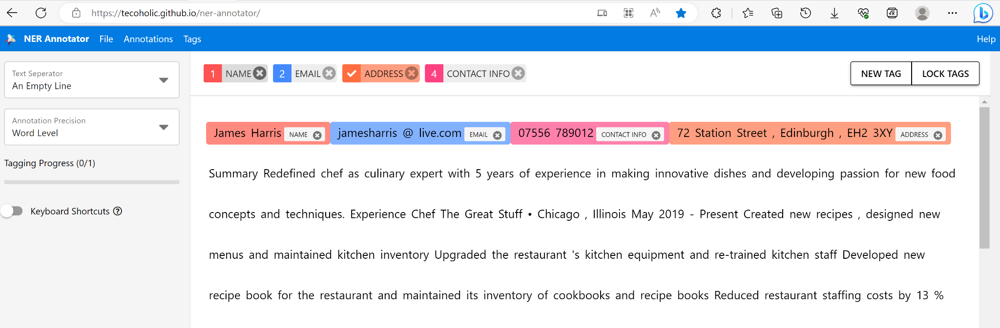 https://tecoholic.github.io/ner-annotator/
NER Annotator File Annotations Tags Help
Text Seperator
An Empty Line
Annotation Precision
Word Level
Tagging Progress (0/1)
Keyboard Shortcuts
1 NAME 2 EMAIL ADDRESS 4 CONTACT INFO NEW TAG LOCK TAGS
James Harris NAME jamesharris @ live.com EMAIL 07556 789012 CONTACT INFO 72 Station Street , Edinburgh , EH2 3XY ADDRESS
Summary Redefined chef as culinary expert with 5 years of experience in making innovative dishes and developing passion for new food
concepts and techniques. Experience Chef The Great Stuff • Chicago , Illinois May 2019 - Present Created new recipes , designed new
menus and maintained kitchen inventory Upgraded the restaurant 's kitchen equipment and re-trained kitchen staff Developed new
recipe book for the restaurant and maintained its inventory of cookbooks and recipe books Reduced restaurant staffing costs by 13 %